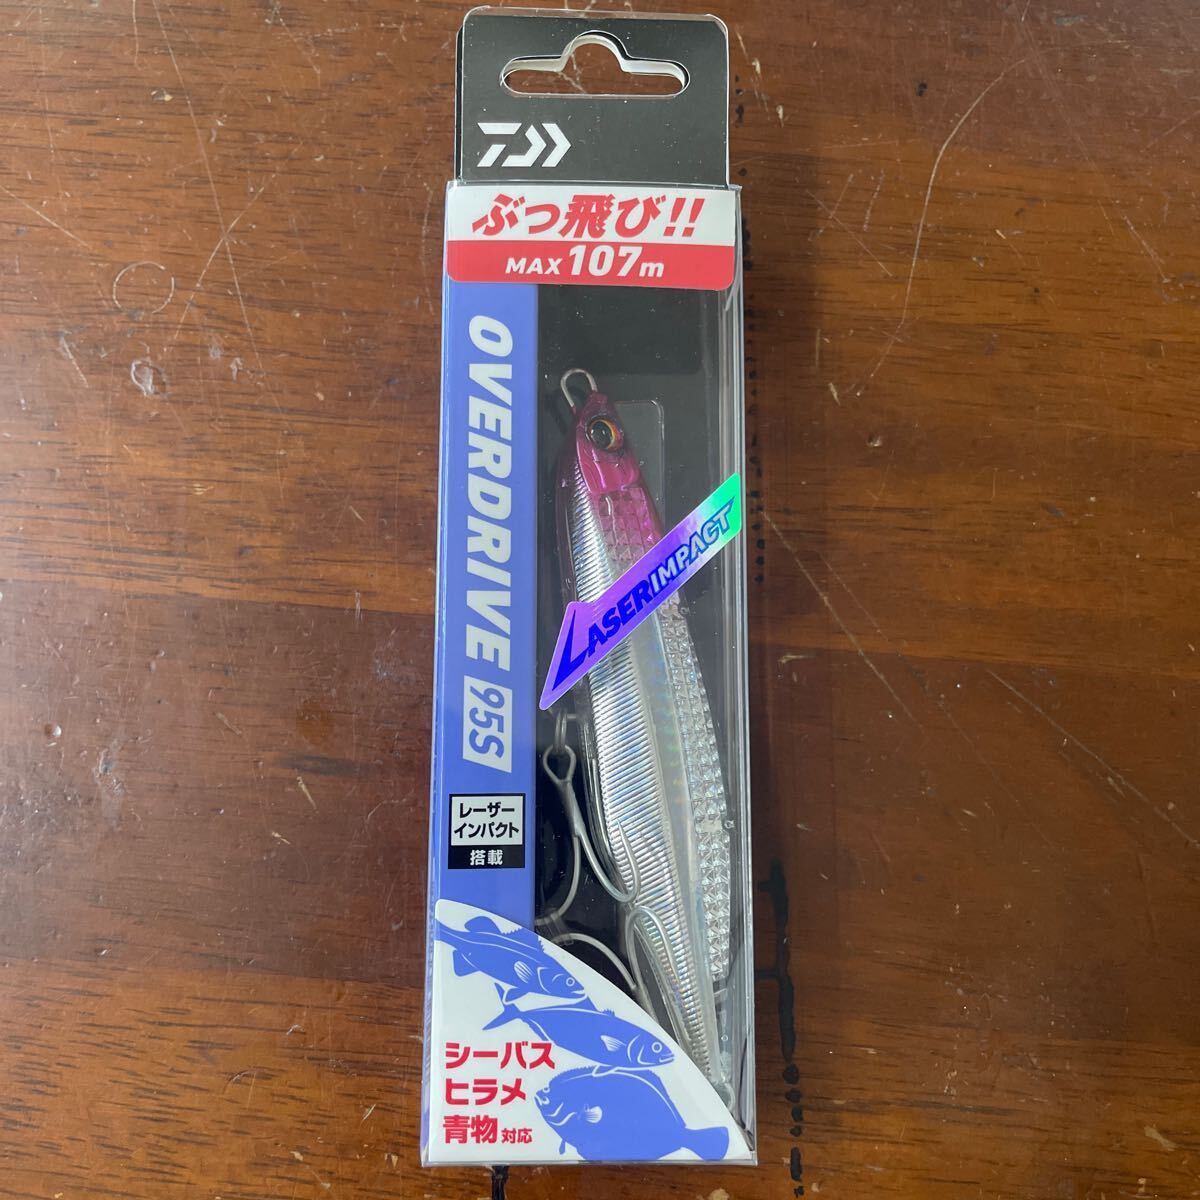 ぶっ飛び!!
MAX 107m
OVERDRIVE 95S
LASER IMPACT
レーザー
インパクト
搭載
シーバス
ヒラメ
青物 対応